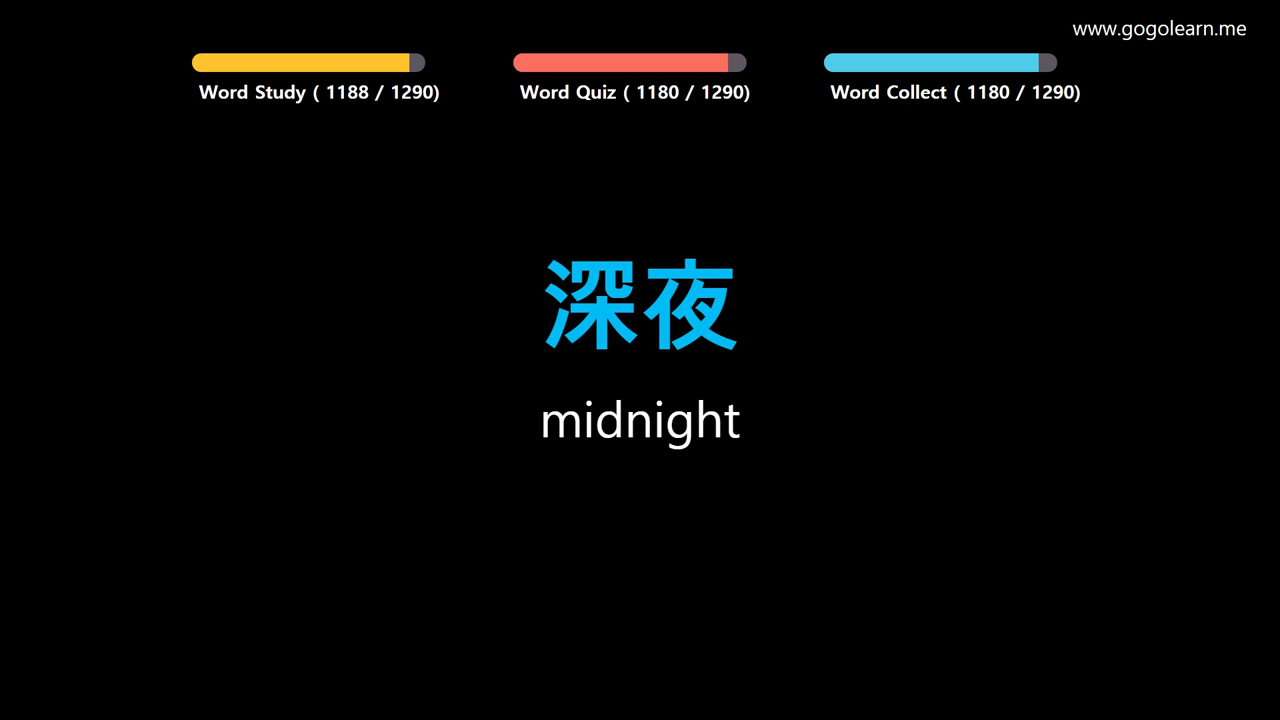 www.gogolearn.me
Word Study ( 1188 / 1290)
Word Quiz ( 1180 / 1290)
Word Collect ( 1180 / 1290)
深夜
midnight